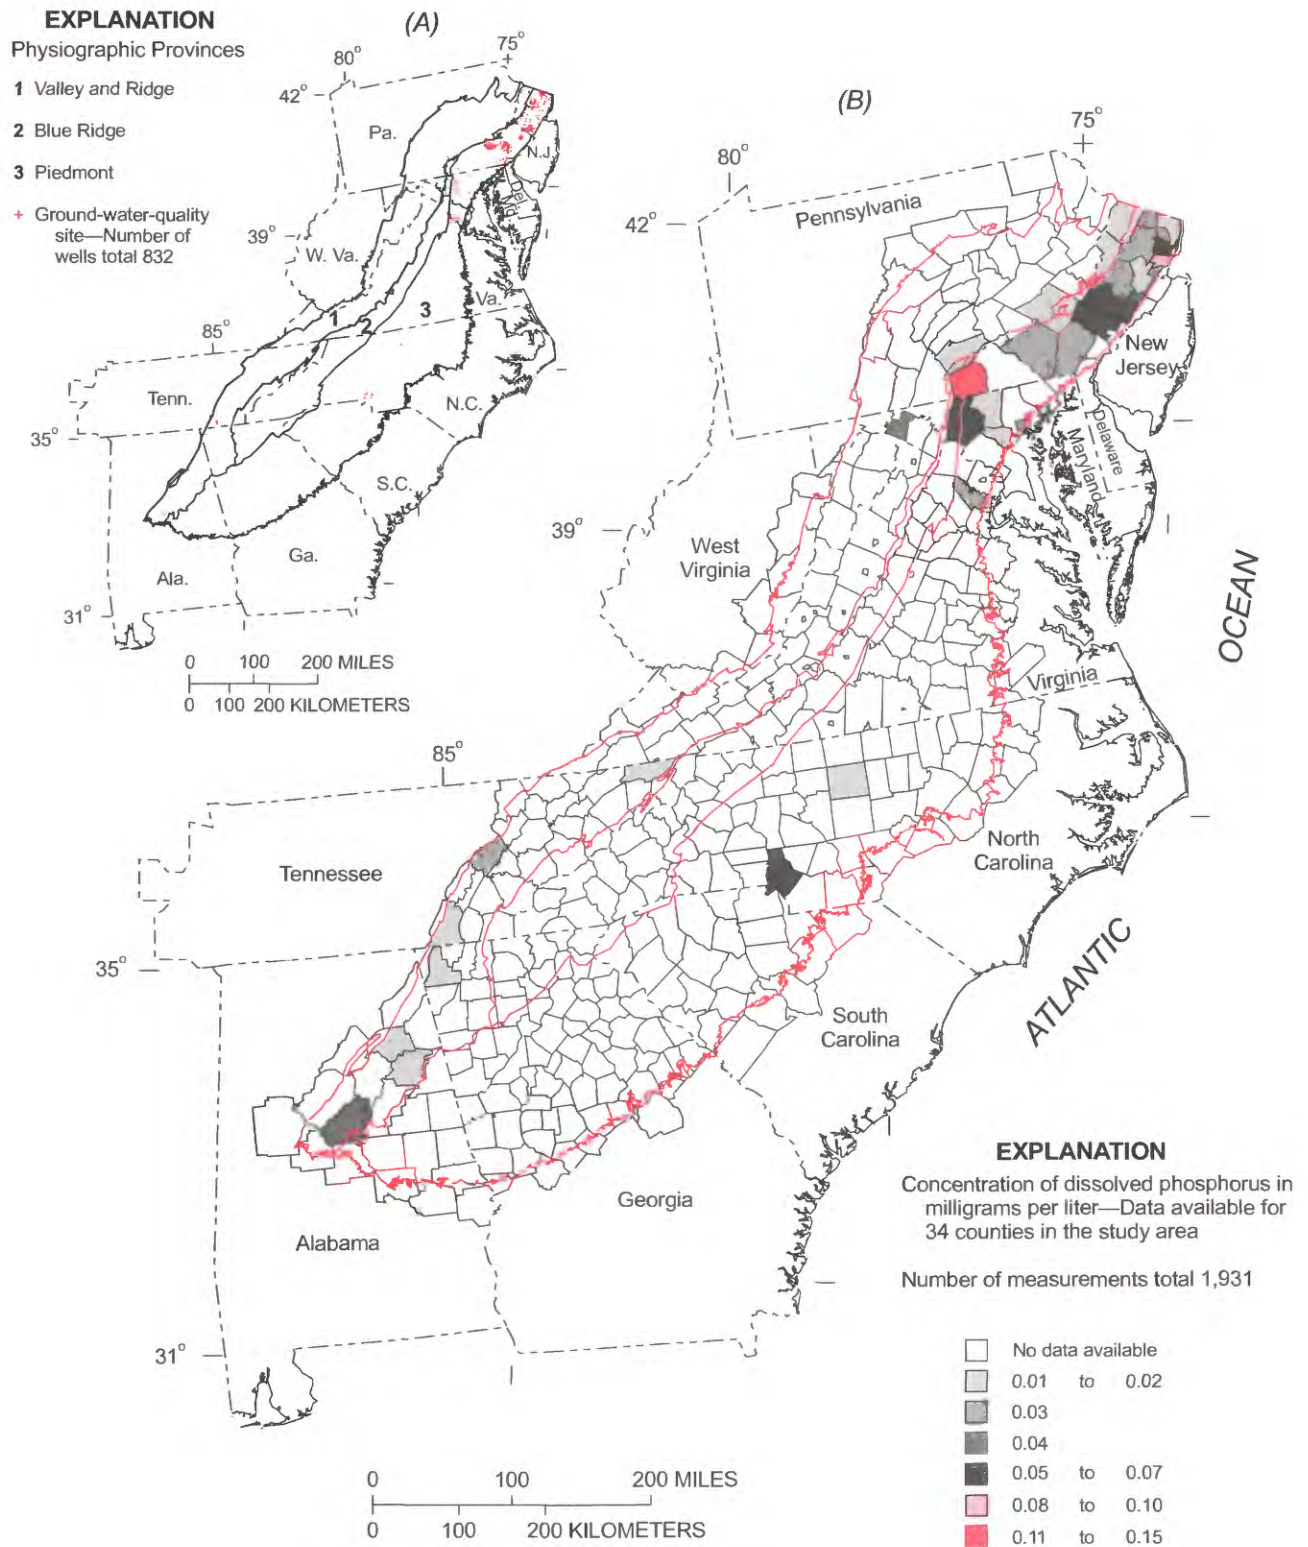 EXPLANATION
Physiographic Provinces
1 Valley and Ridge
2 Blue Ridge
3 Piedmont
+ Ground-water-quality
site—Number of
wells total 832
(A)
80°
75°
42°
Pa.
N.J.
Del.
Md.
39°
W. Va.
Va.
1
2
3
85°
Tenn.
N.C.
35°
S.C.
Ga.
Ala.
31°
0 100 200 MILES
0 100 200 KILOMETERS
(B)
75°
80°
42°
Pennsylvania
New
Jersey
Delaware
Maryland
39°
West
Virginia
OCEAN
Virginia
85°
North
Carolina
Tennessee
35°
ATLANTIC
South
Carolina
Georgia
Alabama
31°
0 100 200 MILES
0 100 200 KILOMETERS
EXPLANATION
Concentration of dissolved phosphorus in
milligrams per liter—Data available for
34 counties in the study area
Number of measurements total 1,931
No data available
0.01 to 0.02
0.03
0.04
0.05 to 0.07
0.08 to 0.10
0.11 to 0.15